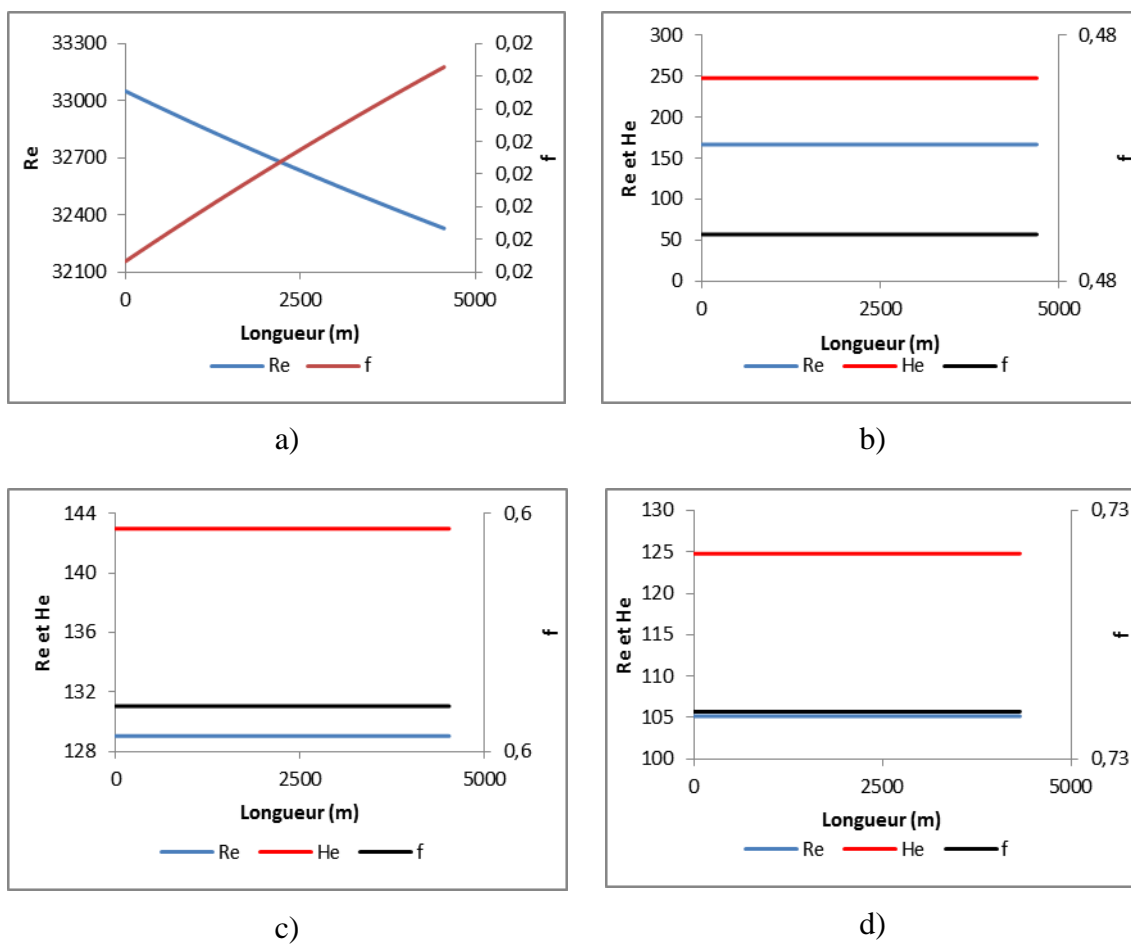 33300
33000
32700
32400
32100
Re
0,02
0,02
0,02
0,02
0,02
0,02
0,02
0,02
f
0
2500
5000
Longueur (m)
Re f
a)
300
250
200
150
100
50
0
Re et He
0,48
0,48
f
0
2500
5000
Longueur (m)
Re He f
b)
144
140
136
132
128
Re et He
0,6
0,6
f
0
2500
5000
Longueur (m)
Re He f
c)
130
125
120
115
110
105
100
Re et He
0,73
0,73
f
0
2500
5000
Longueur (m)
Re He f
d)